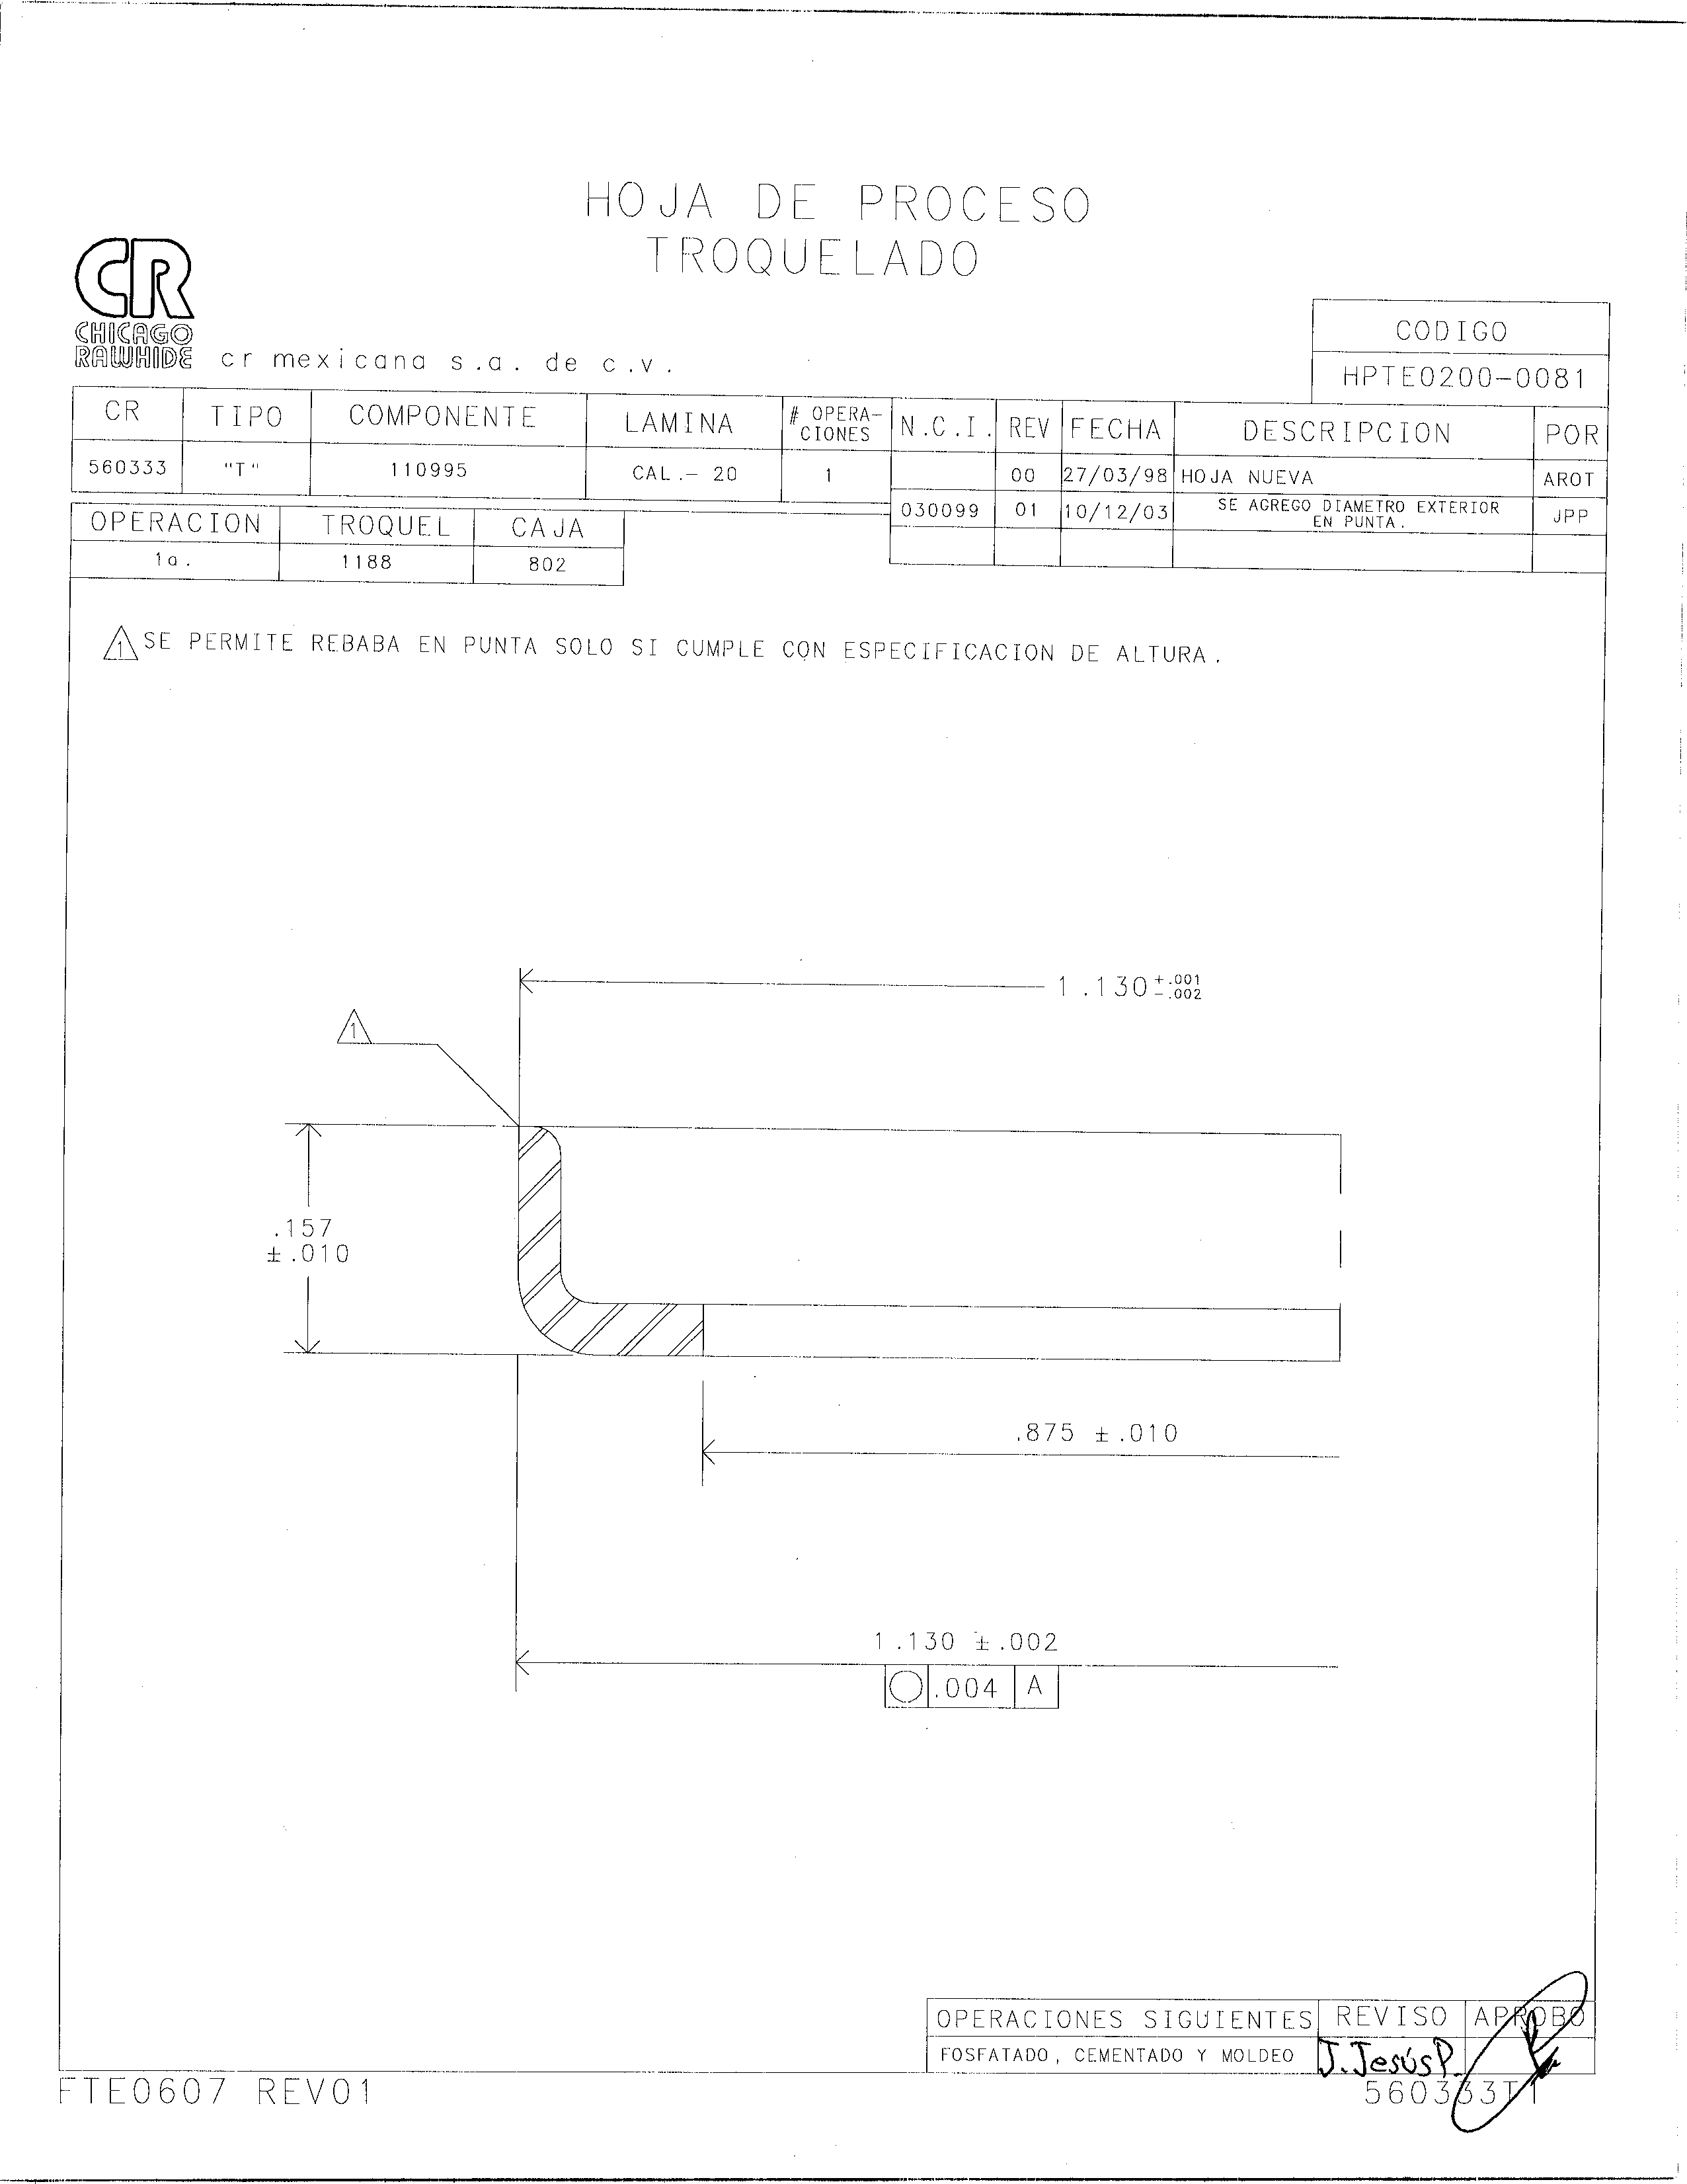 HOJA DE PROCESO
TROQUELADO
CR
CHICAGO
RAWHIDE
cr mexicana s.a. de c.v.
CODIGO
HPTE0200-0081
CR TIPO COMPONENTE LAMINA # OPERA-CIONES N.C.I. REV FECHA DESCRIPCION POR
560333 "T" 110995 CAL.- 20 1 00 27/03/98 HOJA NUEVA AROT
030099 01 10/12/03 SE AGREGO DIAMETRO EXTERIOR EN PUNTA. JPP
OPERACION TROQUEL CAJA
1a. 1188 802
1 SE PERMITE REBABA EN PUNTA SOLO SI CUMPLE CON ESPECIFICACION DE ALTURA.
1.130 +.001
-.002
1
.157
±.010
.875 ±.010
1.130 ±.002
.004 A
OPERACIONES SIGUIENTES REVISO APROBO
FOSFATADO, CEMENTADO Y MOLDEO J. Jesús P.
FTE0607 REV01
560333T1